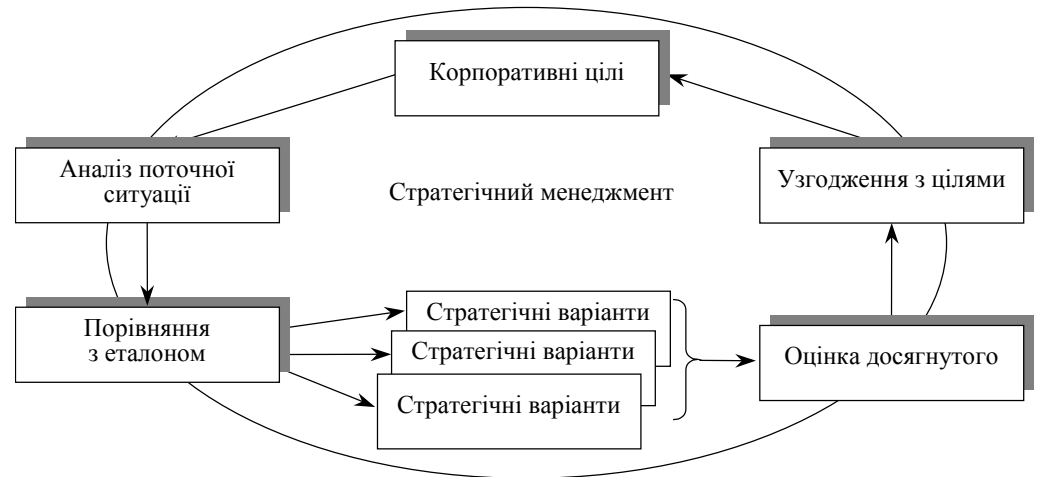 Корпоративні цілі
Аналіз поточної
ситуації
Стратегічний менеджмент
Узгодження з цілями
Порівняння
з еталоном
Стратегічні варіанти
Стратегічні варіанти
Стратегічні варіанти
Оцінка досягнутого